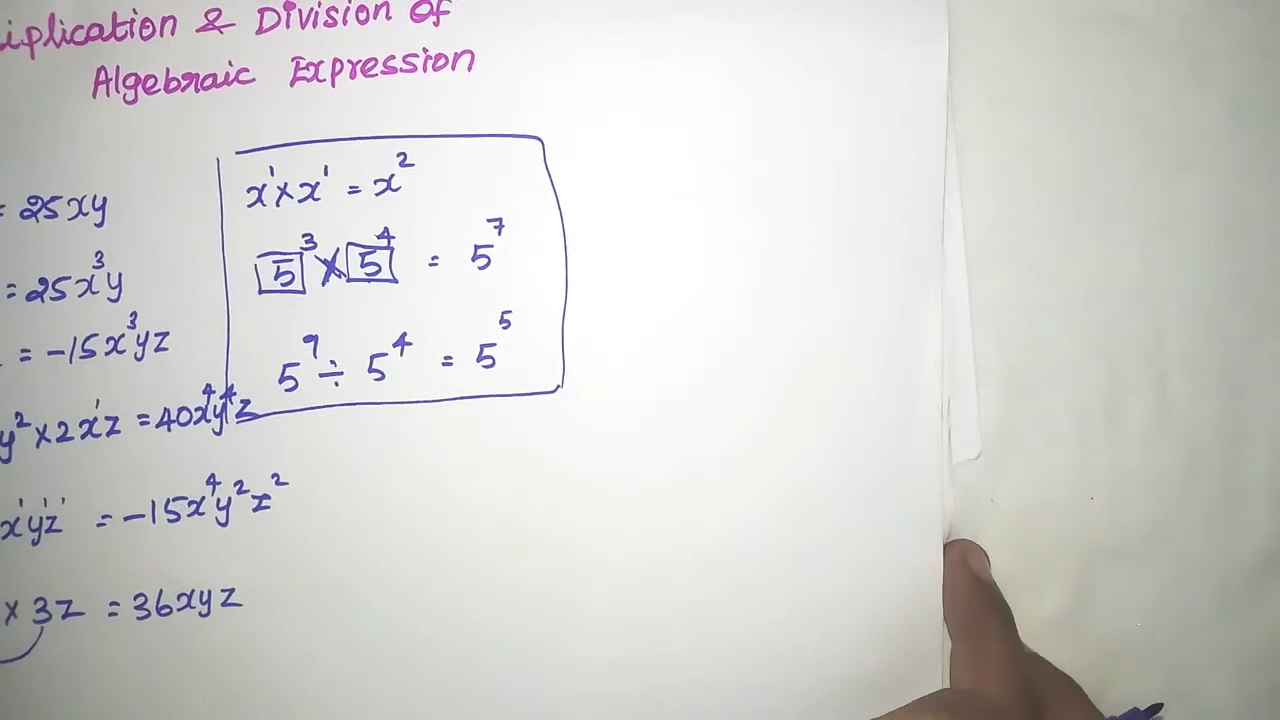 iplication & Division of
Algebraic Expression
x¹ × x¹ = x²
5³ × 5⁴ = 5⁷
5⁹ ÷ 5⁴ = 5⁵
= 25xy
= 25x³y
= -15x³yz
y² × 2x¹z = 40x⁴y⁴z
x¹y¹z¹ = -15x⁴y²z²
× 3z = 36xyz